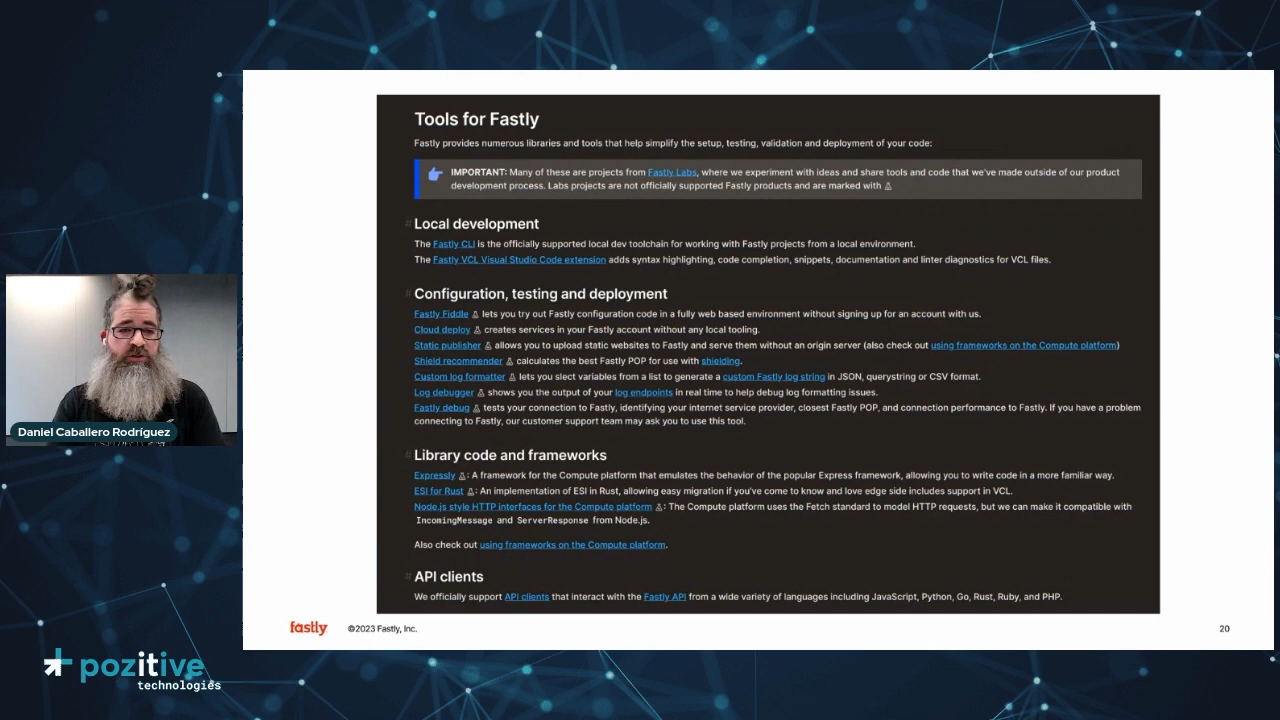 Tools for Fastly
Fastly provides numerous libraries and tools that help simplify the setup, testing, validation and deployment of your code:
IMPORTANT: Many of these are projects from Fastly Labs, where we experiment with ideas and share tools and code that we've made outside of our product
development process. Labs projects are not officially supported Fastly products and are marked with
# Local development
The Fastly CLI is the officially supported local dev toolchain for working with Fastly projects from a local environment.
The Fastly VCL Visual Studio Code extension adds syntax highlighting, code completion, snippets, documentation and linter diagnostics for VCL files.
# Configuration, testing and deployment
Fastly Fiddle lets you try out Fastly configuration code in a fully web based environment without signing up for an account with us.
Cloud deploy creates services in your Fastly account without any local tooling.
Static publisher allows you to upload static websites to Fastly and serve them without an origin server (also check out using frameworks on the Compute platform)
Shield recommender calculates the best Fastly POP for use with shielding.
Custom log formatter lets you slect variables from a list to generate a custom Fastly log string in JSON, querystring or CSV format.
Log debugger shows you the output of your log endpoints in real time to help debug log formatting issues.
Fastly debug tests your connection to Fastly, identifying your internet service provider, closest Fastly POP, and connection performance to Fastly. If you have a problem
connecting to Fastly, our customer support team may ask you to use this tool.
# Library code and frameworks
Expressly : A framework for the Compute platform that emulates the behavior of the popular Express framework, allowing you to write code in a more familiar way.
ESI for Rust : An implementation of ESI in Rust, allowing easy migration if you've come to know and love edge side includes support in VCL.
Node.js style HTTP interfaces for the Compute platform : The Compute platform uses the Fetch standard to model HTTP requests, but we can make it compatible with
IncomingMessage and ServerResponse from Node.js.
Also check out using frameworks on the Compute platform.
# API clients
We officially support API clients that interact with the Fastly API from a wide variety of languages including JavaScript, Python, Go, Rust, Ruby, and PHP.
fastly ©2023 Fastly, Inc. 20
Daniel Caballero Rodríguez
pozitive
technologies